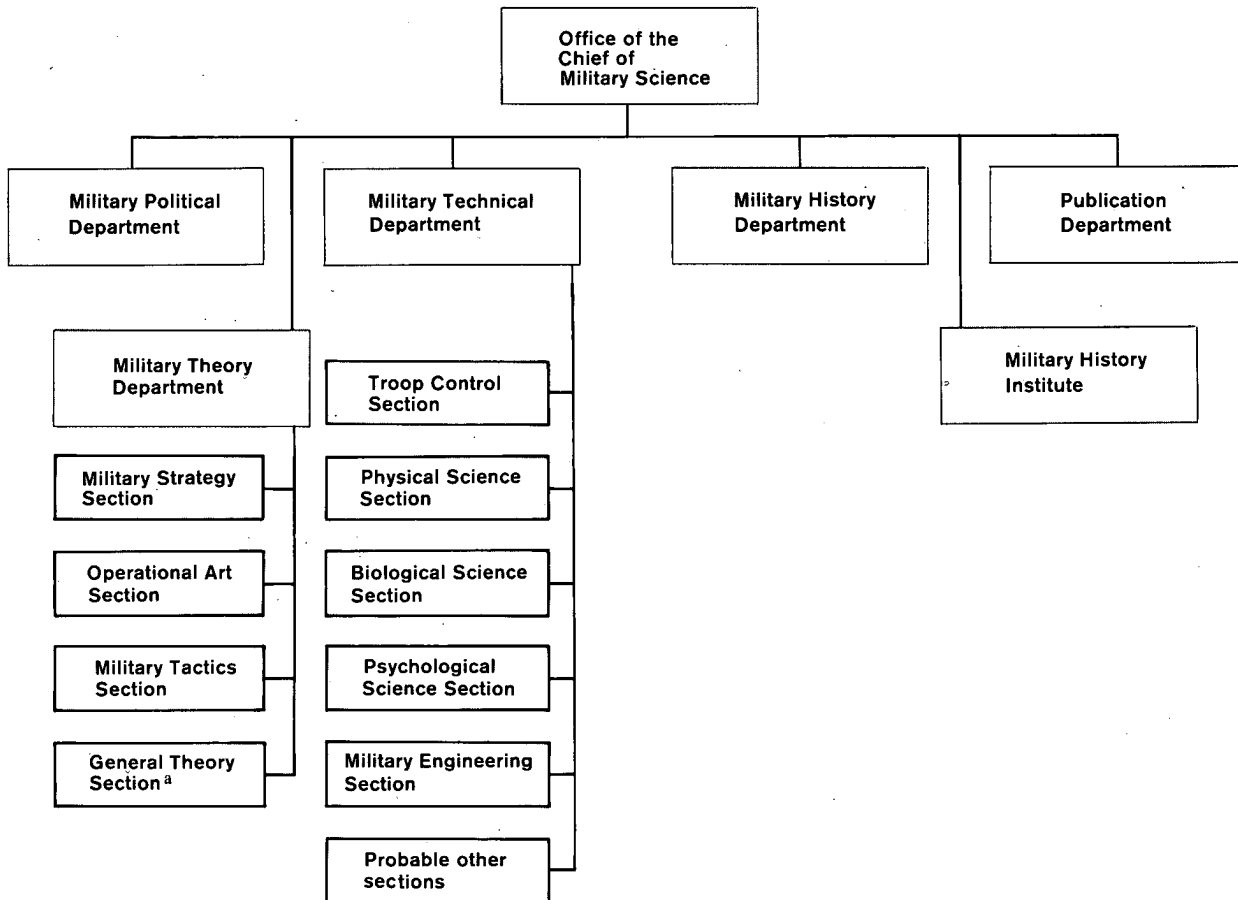 Office of the
Chief of
Military Science
Military Political
Department
Military Technical
Department
Military History
Department
Publication
Department
Military Theory
Department
Military History
Institute
Military Strategy
Section
Operational Art
Section
Military Tactics
Section
General Theory
Section a
Troop Control
Section
Physical Science
Section
Biological Science
Section
Psychological
Science Section
Military Engineering
Section
Probable other
sections